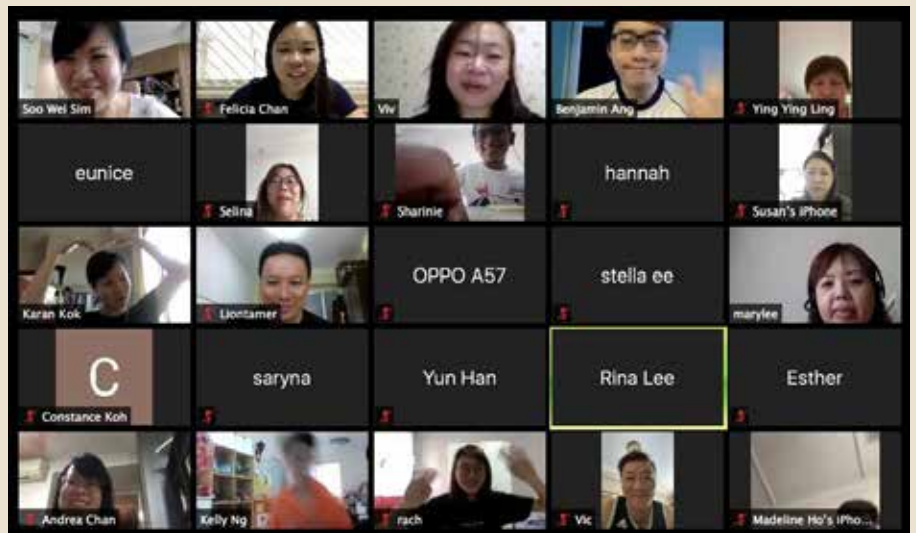 Soo Wei Sim
Felicia Chan
Viv
Benjamin Ang
Ying Ying Ling
eunice
Selina
Sharinie
hannah
Susan's iPhone
Karan Kok
Liontamer
OPPO A57
stella ee
marylee
C
Constance Koh
saryna
Yun Han
Rina Lee
Esther
Andrea Chan
Kelly Ng
rach
Vic
Madeline Ho's iPho...